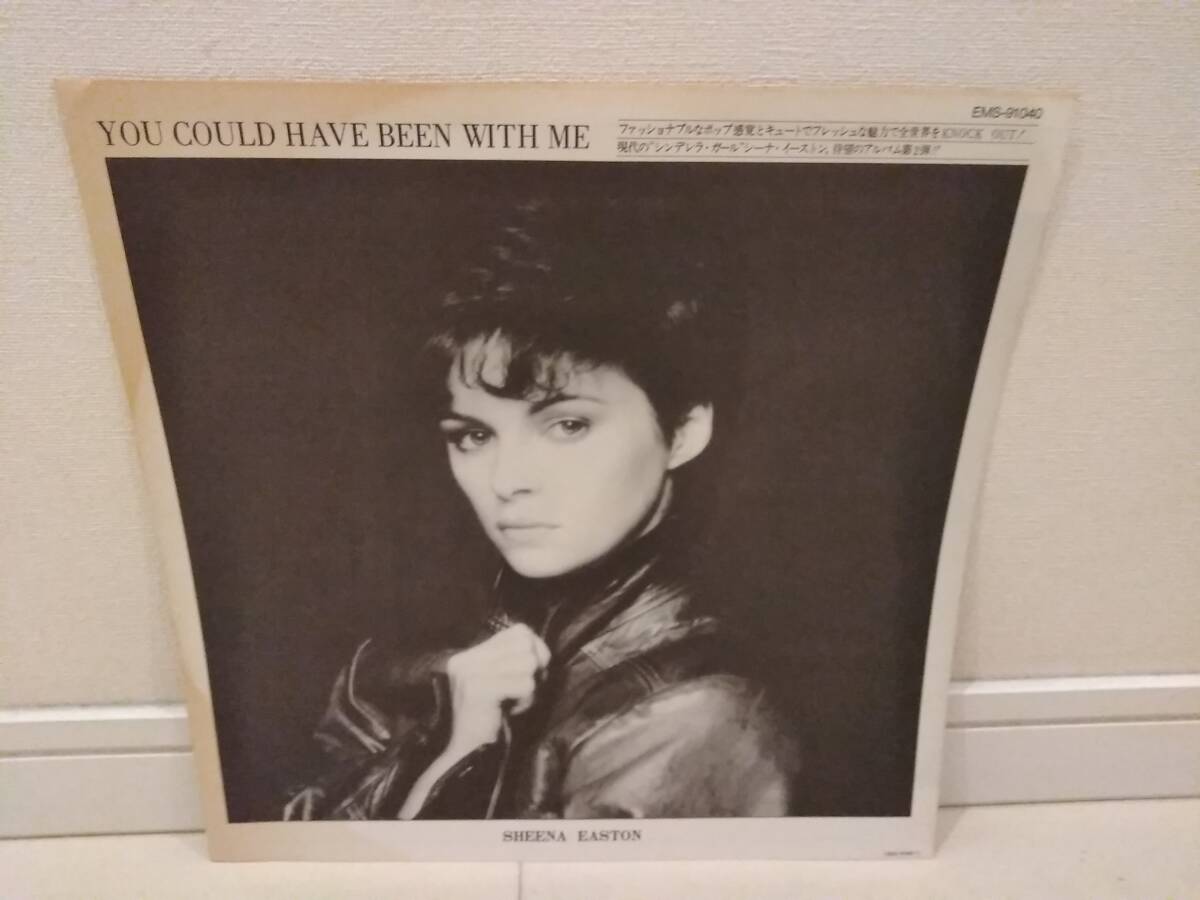 EMS-91040
YOU COULD HAVE BEEN WITH ME
ファッショナブルなポップ感覚とキュートでフレッシュな魅力で全世界をKNOCK OUT!
現代の"シンデレラ・ガール"シーナ・イーストン、待望のアルバム第2弾!!
SHEENA EASTON